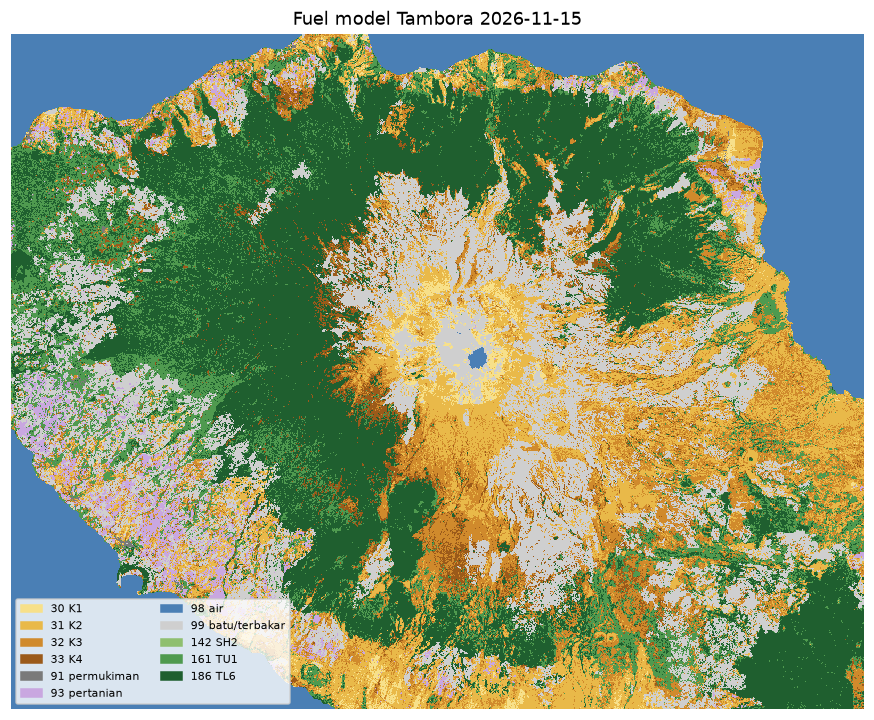 Fuel model Tambora 2026-11-15
30 K1
31 K2
32 K3
33 K4
91 permukiman
93 pertanian
98 air
99 batu/terbakar
142 SH2
161 TU1
186 TL6